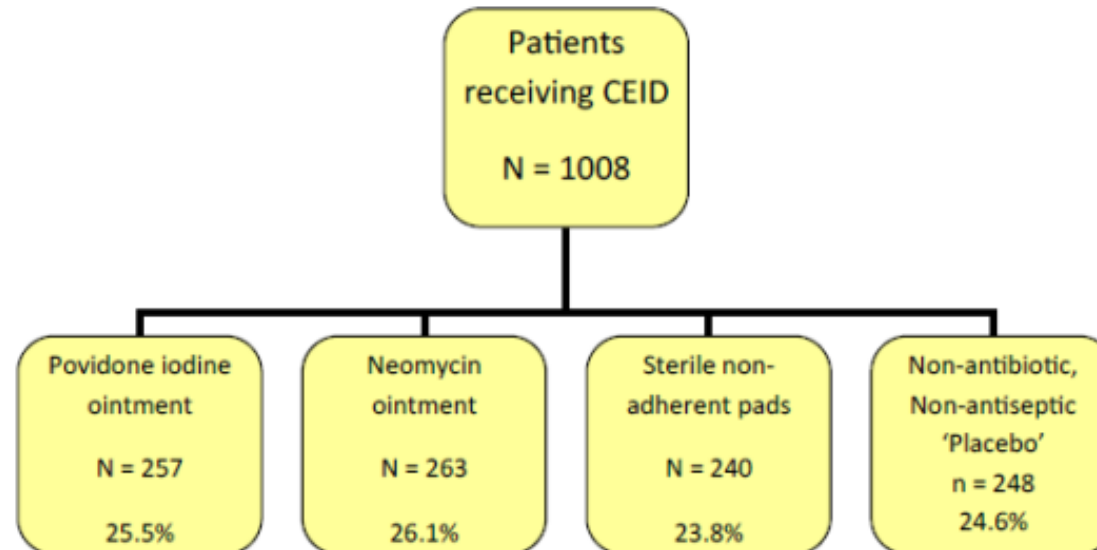 Patients
receiving CEID
N = 1008
Povidone iodine
ointment
N = 257
25.5%
Neomycin
ointment
N = 263
26.1%
Sterile non-
adherent pads
N = 240
23.8%
Non-antibiotic,
Non-antiseptic
‘Placebo’
n = 248
24.6%